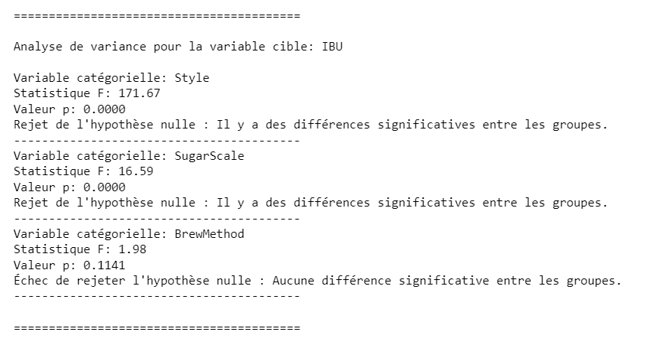 =========================================
Analyse de variance pour la variable cible: IBU
Variable catégorielle: Style
Statistique F: 171.67
Valeur p: 0.0000
Rejet de l'hypothèse nulle : Il y a des différences significatives entre les groupes.
-----------------------------------------
Variable catégorielle: SugarScale
Statistique F: 16.59
Valeur p: 0.0000
Rejet de l'hypothèse nulle : Il y a des différences significatives entre les groupes.
-----------------------------------------
Variable catégorielle: BrewMethod
Statistique F: 1.98
Valeur p: 0.1141
Échec de rejeter l'hypothèse nulle : Aucune différence significative entre les groupes.
-----------------------------------------
=========================================